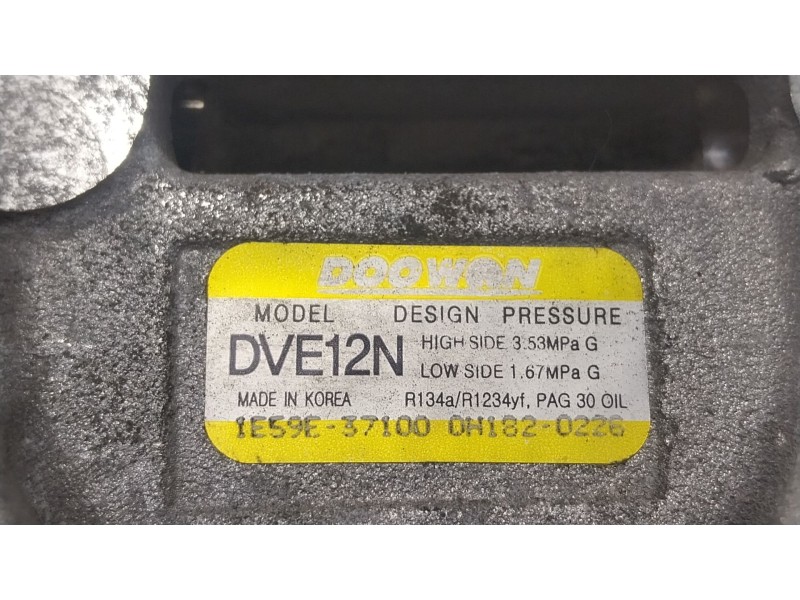 DOOWON
MODEL DESIGN PRESSURE
DVE12N HIGH SIDE 3.53MPa G
LOW SIDE 1.67MPa G
MADE IN KOREA R134a/R1234yf, PAG 30 OIL
1E59E-37100 0H182-0226